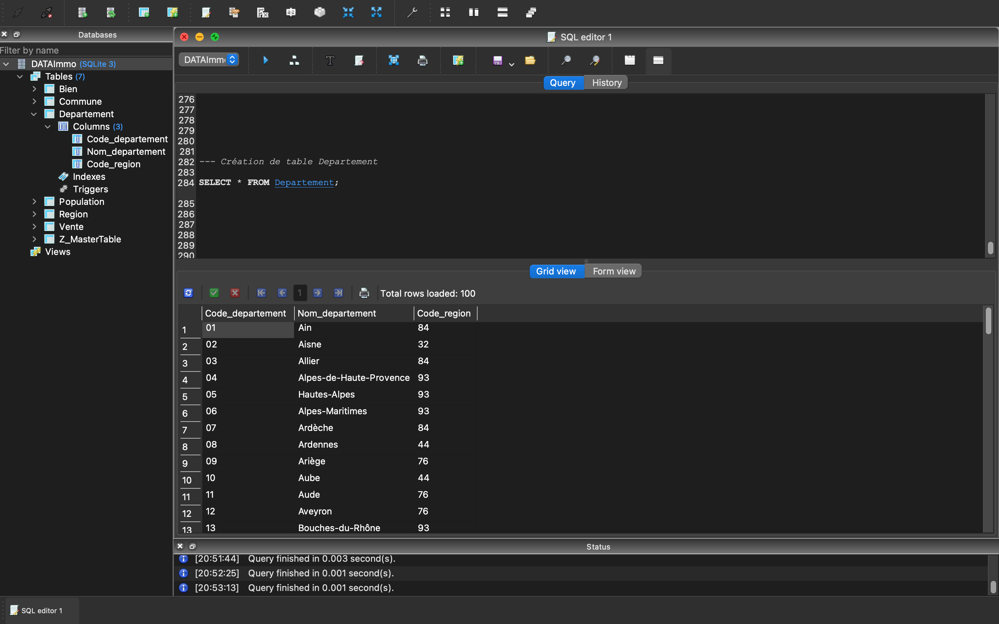 Databases
SQL editor 1
Filter by name
DATAImmo (SQLite 3)
Tables (7)
Bien
Commune
Departement
Columns (3)
Code_departement
Nom_departement
Code_region
Indexes
Triggers
Population
Region
Vente
Z_MasterTable
Views
DATAImm
Query
History
276
277
278
279
280
281
282 --- Création de table Departement
283
284 SELECT * FROM Departement;
285
286
287
288
289
290
Grid view
Form view
1
Total rows loaded: 100
Code_departement Nom_departement Code_region
1 01 Ain 84
2 02 Aisne 32
3 03 Allier 84
4 04 Alpes-de-Haute-Provence 93
5 05 Hautes-Alpes 93
6 06 Alpes-Maritimes 93
7 07 Ardèche 84
8 08 Ardennes 44
9 09 Ariège 76
10 10 Aube 44
11 11 Aude 76
12 12 Aveyron 76
13 13 Bouches-du-Rhône 93
Status
[20:51:44] Query finished in 0.003 second(s).
[20:52:25] Query finished in 0.001 second(s).
[20:53:13] Query finished in 0.001 second(s).
SQL editor 1